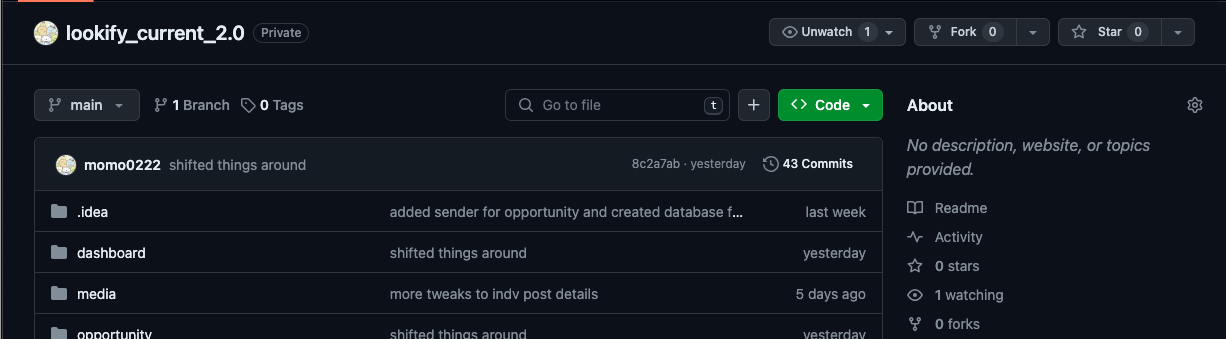 lookify_current_2.0 Private Unwatch 1 Fork 0 Star 0
main 1 Branch 0 Tags Go to file t + <> Code
About
No description, website, or topics
provided.
momo0222 shifted things around 8c2a7ab · yesterday 43 Commits
.idea added sender for opportunity and created database f... last week
dashboard shifted things around yesterday
media more tweaks to indv post details 5 days ago
opportunity shifted things around yesterday
Readme
Activity
0 stars
1 watching
0 forks